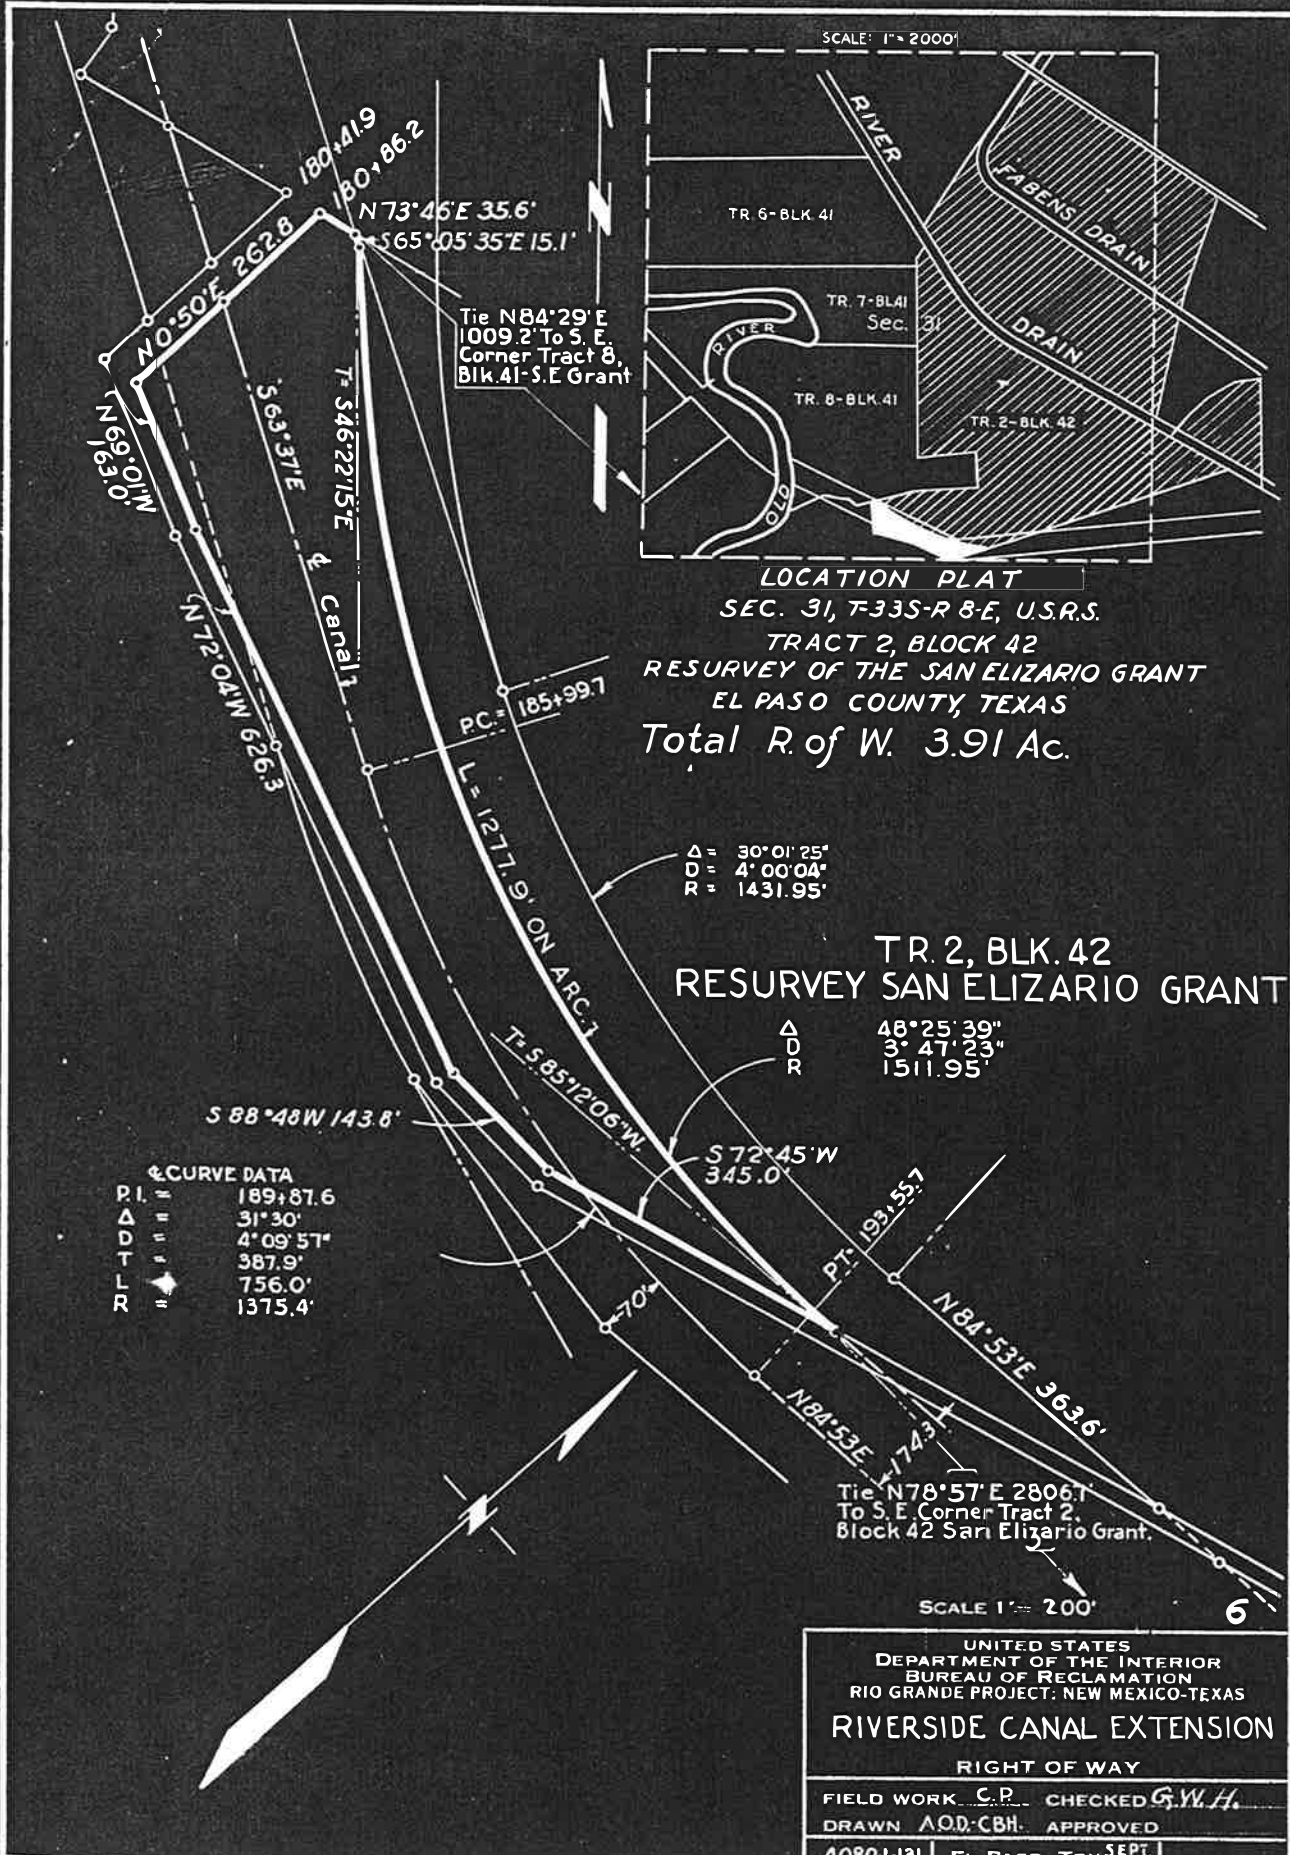 SCALE: 1"=2000'
RIVER
FABENS DRAIN
DRAIN
TR. 6-BLK. 41
TR. 7-BL.41
Sec. 31
RIVER
TR. 8-BLK. 41
TR. 2-BLK. 42
OLD
LOCATION PLAT
SEC. 31, T-33S-R 8-E, U.S.R.S.
TRACT 2, BLOCK 42
RESURVEY OF THE SAN ELIZARIO GRANT
EL PASO COUNTY, TEXAS
Total R. of W. 3.91 Ac.
N
180+41.9
180+86.2
N73°46'E 35.6'
S65°05'35"E 15.1'
N0°50'E 262.8
Tie N84°29'E
1009.2' To S. E.
Corner Tract 8,
Blk.41-S.E Grant
N69°01'W
163.0'
S63°37'E
℄ Canal
T= S46°22'15"E
N72°04'W 626.3
P.C.= 185+99.7
L= 1277.9' ON ARC.
Δ= 30°01'25"
D= 4°00'04"
R= 1431.95'
TR. 2, BLK. 42
RESURVEY SAN ELIZARIO GRANT
Δ 48°25'39"
D 3°47'23"
R 1511.95'
T= S85°12'06"W.
S 88°48'W 143.8'
S 72°45'W
345.0'
℄ CURVE DATA
P.I. = 189+87.6
Δ = 31°30'
D = 4°09'57"
T = 387.9'
L 756.0'
R = 1375.4'
P.T.= 193+55.7
70'
N84°53'E 363.6'
N84°53'E
174.3
Tie N78°57'E 2806.1'
To S.E. Corner Tract 2,
Block 42 San Elizario Grant.
SCALE 1"= 200'
6
UNITED STATES
DEPARTMENT OF THE INTERIOR
BUREAU OF RECLAMATION
RIO GRANDE PROJECT: NEW MEXICO-TEXAS
RIVERSIDE CANAL EXTENSION
RIGHT OF WAY
FIELD WORK C.P. CHECKED G.W.H.
DRAWN A.O.D.-CBH. APPROVED
SEPT.